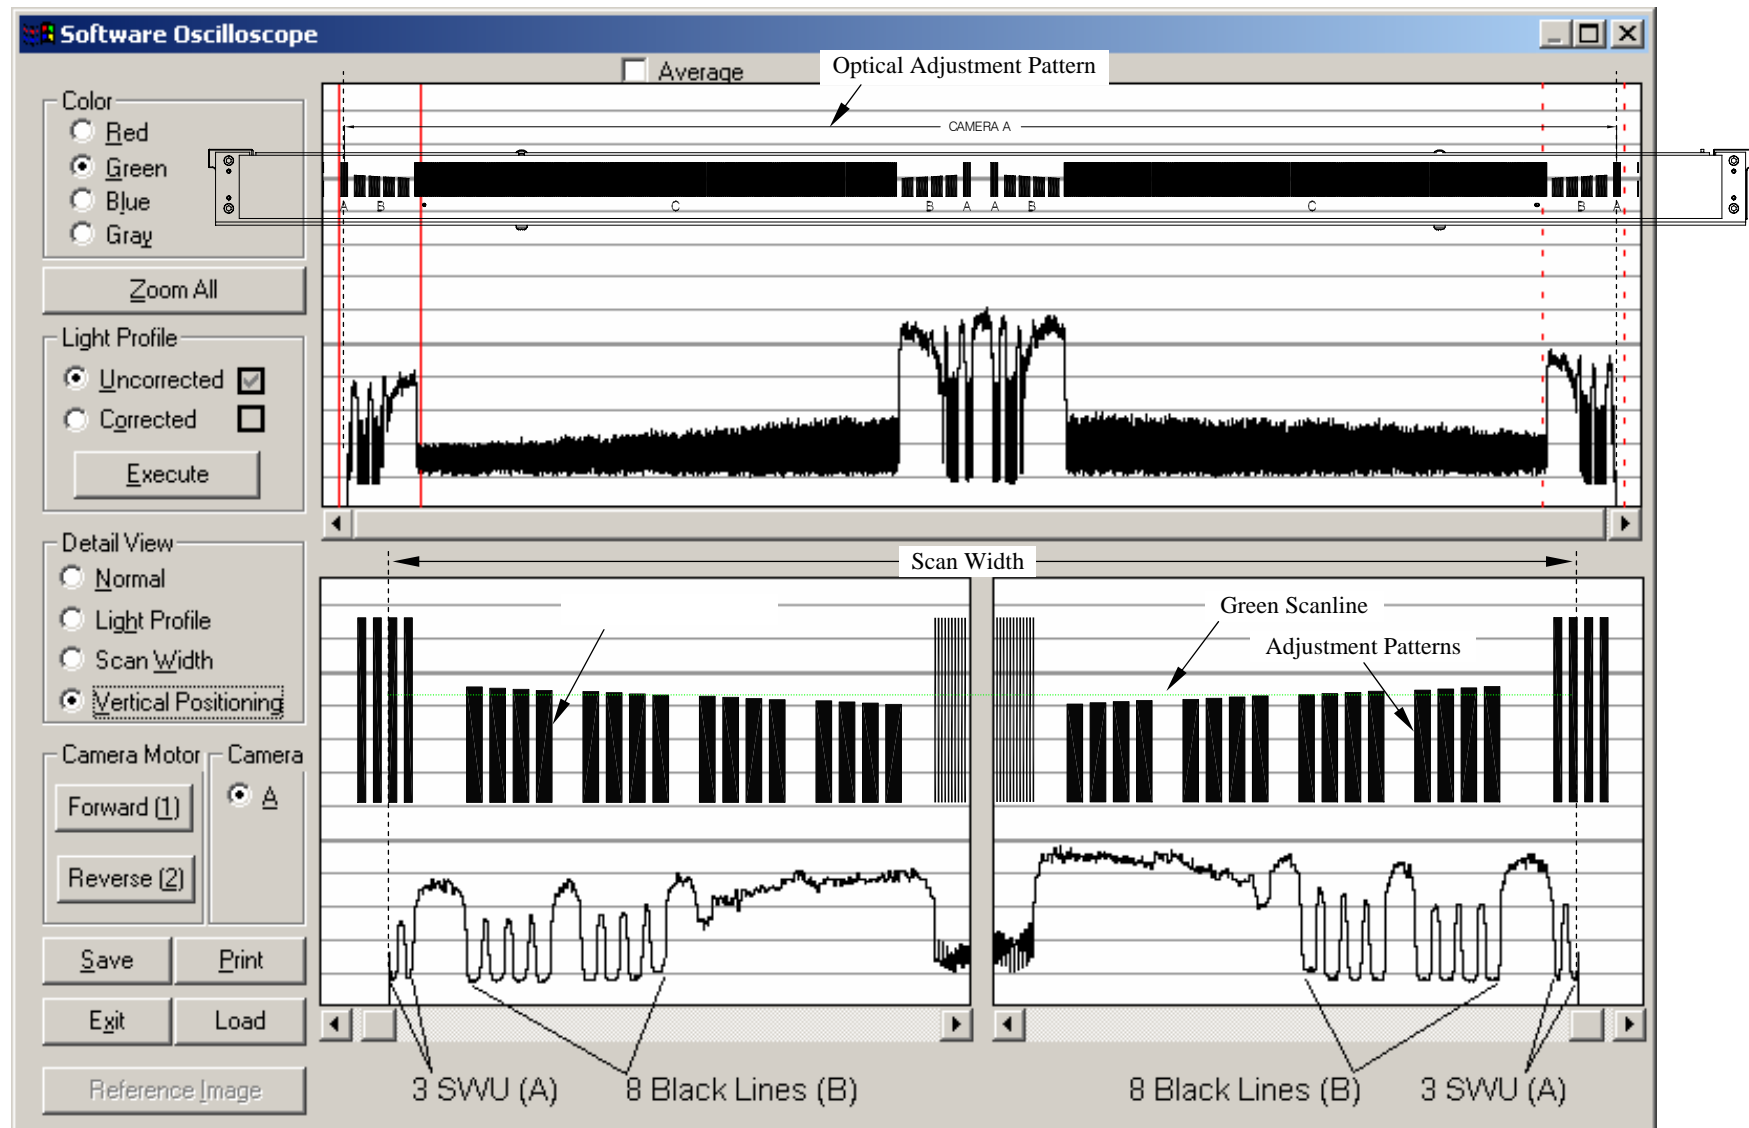 Software Oscilloscope
Average
Optical Adjustment Pattern
Color
Red
Green
Blue
Gray
Zoom All
Light Profile
Uncorrected
Corrected
Execute
Detail View
Normal
Light Profile
Scan Width
Vertical Positioning
Camera Motor
Forward (1)
Reverse (2)
Camera
A
Save
Print
Exit
Load
Reference Image
CAMERA A
A B C B A A B C B A
Scan Width
Green Scanline
Adjustment Patterns
3 SWU (A)
8 Black Lines (B)
8 Black Lines (B)
3 SWU (A)